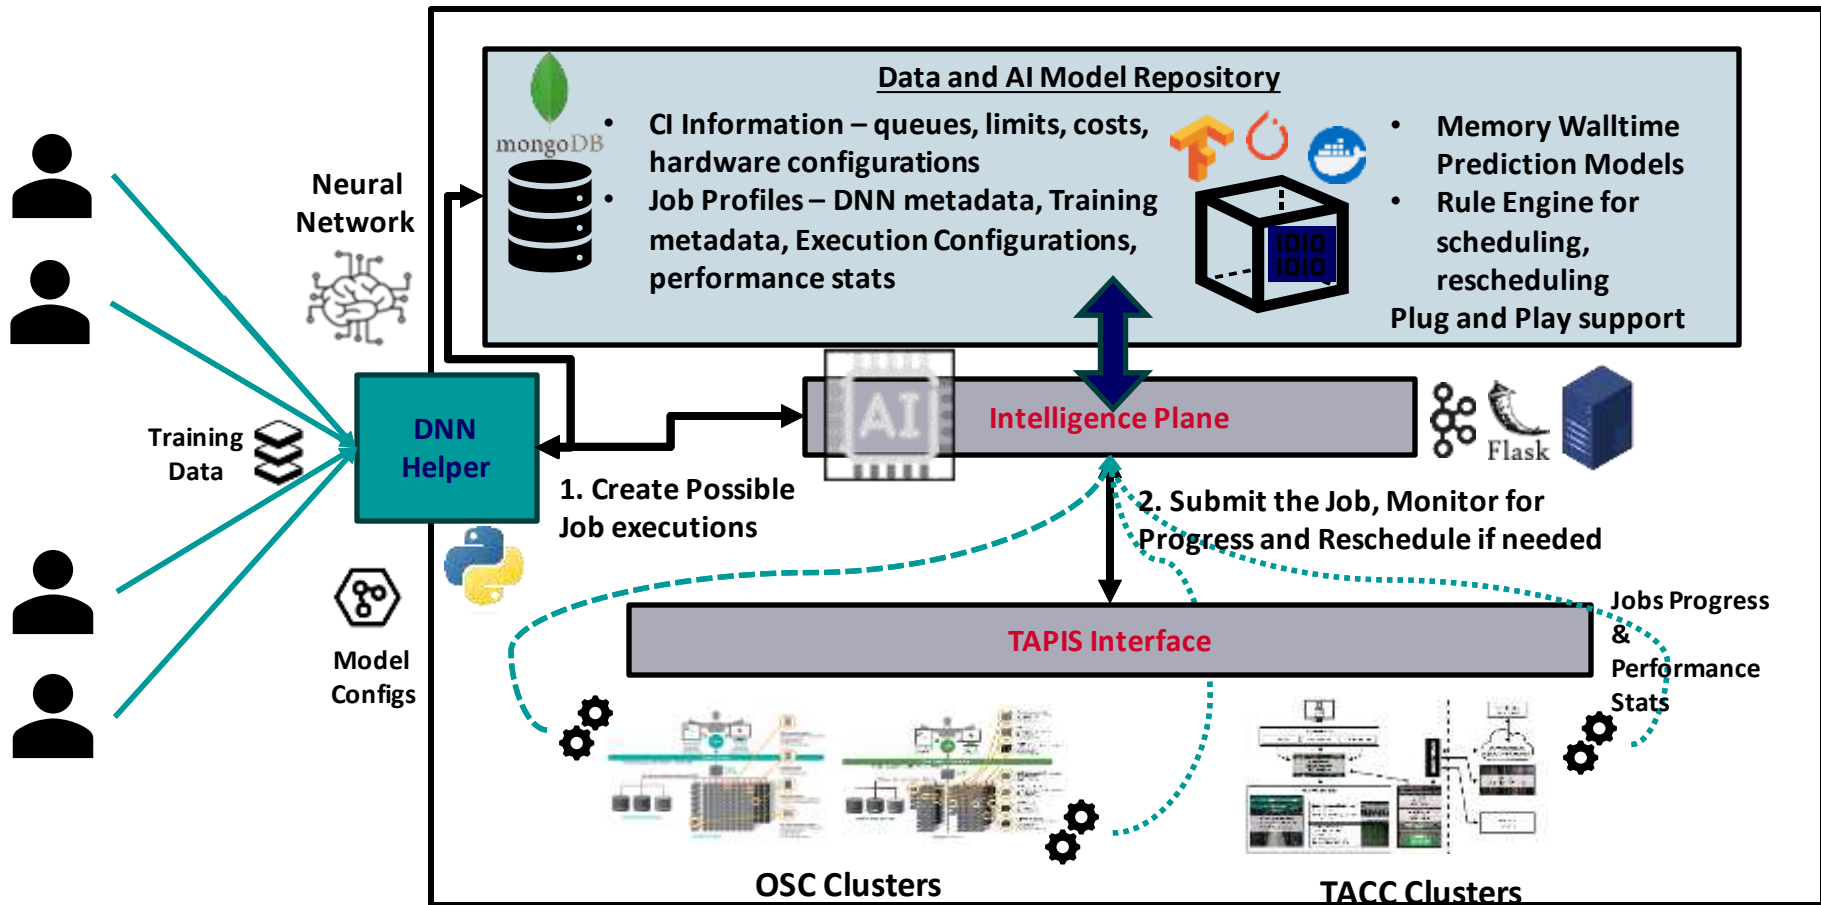 Data and AI Model Repository
mongoDB
• CI Information – queues, limits, costs,
hardware configurations
• Job Profiles – DNN metadata, Training
metadata, Execution Configurations,
performance stats
1010
1010
• Memory Walltime
Prediction Models
• Rule Engine for
scheduling,
rescheduling
Plug and Play support
Neural
Network
Training
Data
DNN
Helper
AI
Intelligence Plane
Flask
1. Create Possible
Job executions
2. Submit the Job, Monitor for
Progress and Reschedule if needed
Model
Configs
TAPIS Interface
Jobs Progress
&
Performance
Stats
OSC Clusters
TACC Clusters